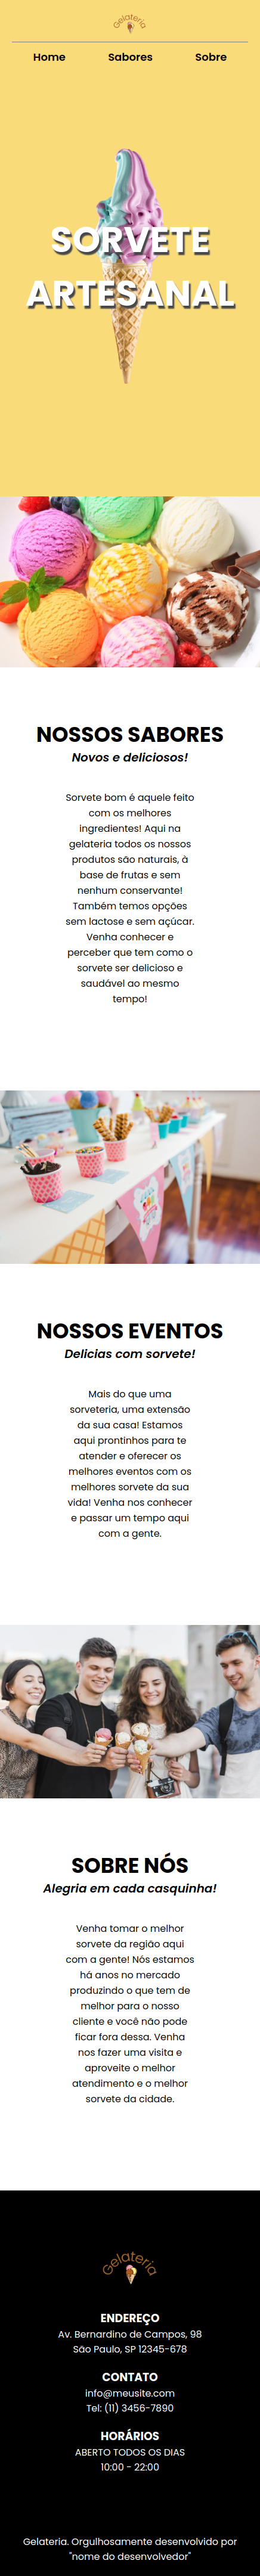 Gelateria
Home Sabores Sobre
SORVETE
ARTESANAL
NOSSOS SABORES
Novos e deliciosos!
Sorvete bom é aquele feito
com os melhores
ingredientes! Aqui na
gelateria todos os nossos
produtos são naturais, à
base de frutas e sem
nenhum conservante!
Também temos opções
sem lactose e sem açúcar.
Venha conhecer e
perceber que tem como o
sorvete ser delicioso e
saudável ao mesmo
tempo!
NOSSOS EVENTOS
Delicias com sorvete!
Mais do que uma
sorveteria, uma extensão
da sua casa! Estamos
aqui prontinhos para te
atender e oferecer os
melhores eventos com os
melhores sorvete da sua
vida! Venha nos conhecer
e passar um tempo aqui
com a gente.
SOBRE NÓS
Alegria em cada casquinha!
Venha tomar o melhor
sorvete da região aqui
com a gente! Nós estamos
há anos no mercado
produzindo o que tem de
melhor para o nosso
cliente e você não pode
ficar fora dessa. Venha
nos fazer uma visita e
aproveite o melhor
atendimento e o melhor
sorvete da cidade.
Gelateria
ENDEREÇO
Av. Bernardino de Campos, 98
São Paulo, SP 12345-678
CONTATO
info@meusite.com
Tel: (11) 3456-7890
HORÁRIOS
ABERTO TODOS OS DIAS
10:00 - 22:00
Gelateria. Orgulhosamente desenvolvido por
"nome do desenvolvedor"